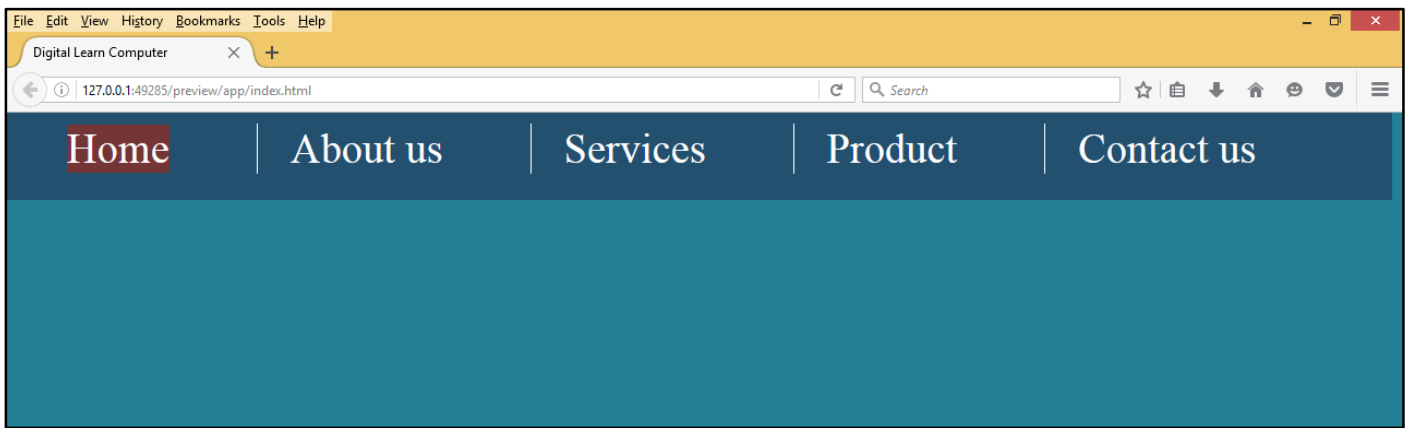 File Edit View History Bookmarks Tools Help
Digital Learn Computer
127.0.0.1:49285/preview/app/index.html Search
Home About us Services Product Contact us